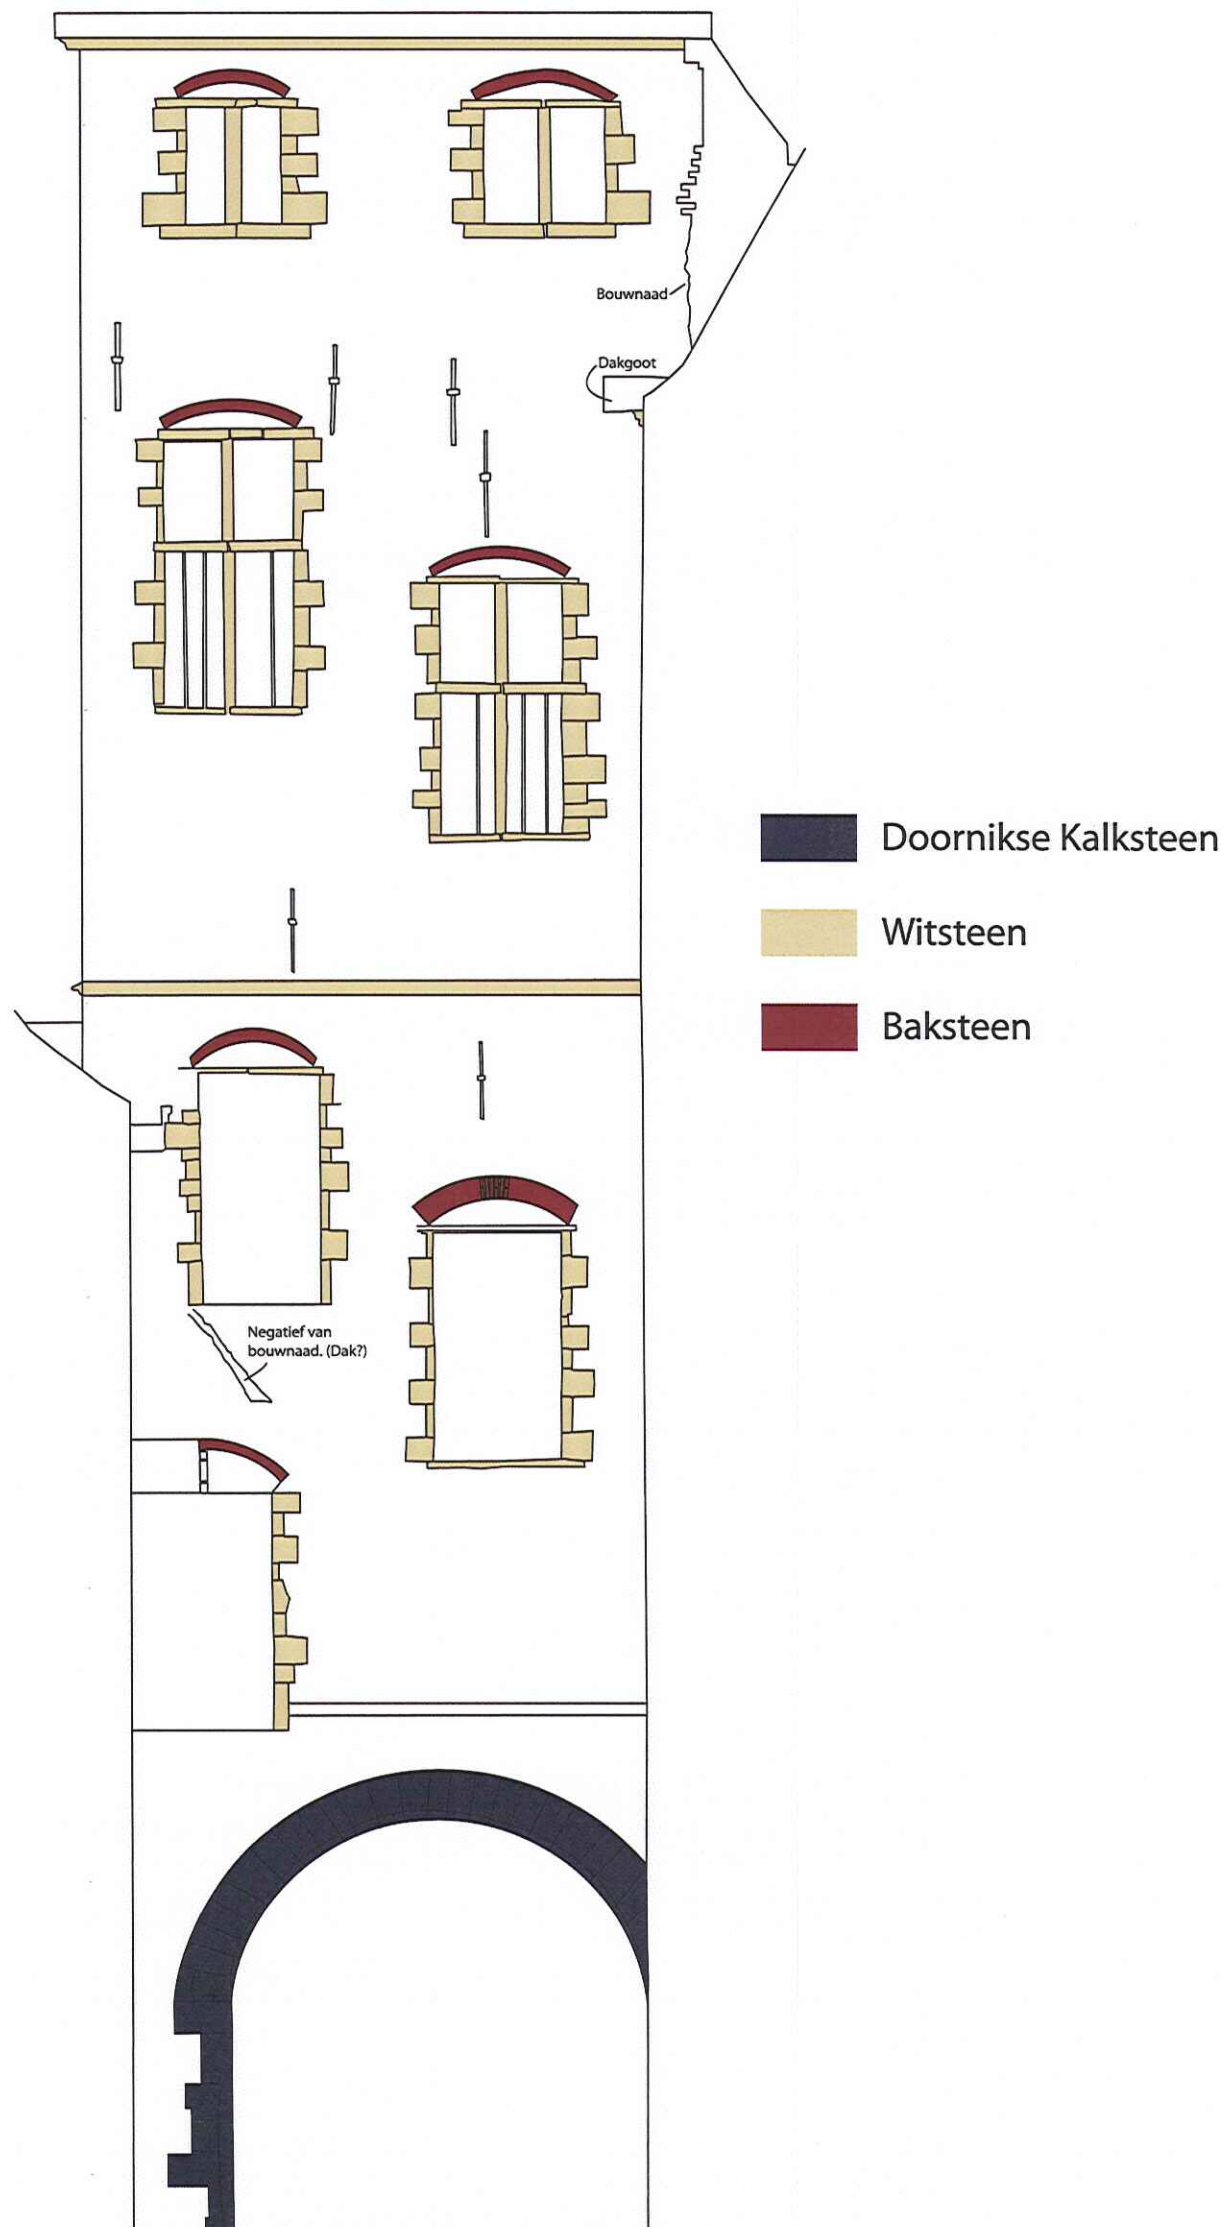 Bouwnaad
Dakgoot
Doornikse Kalksteen
Witsteen
Baksteen
Negatief van
bouwnaad. (Dak?)